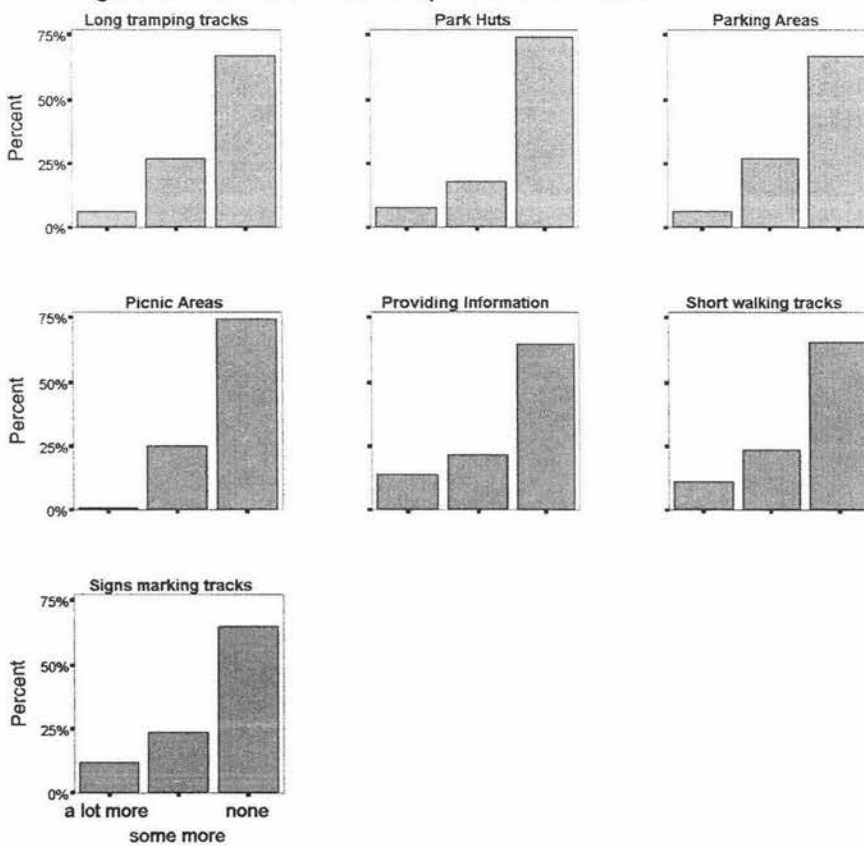 Long tramping tracks
Park Huts
Parking Areas
75%
50%
25%
0%
Percent
Picnic Areas
Providing Information
Short walking tracks
75%
50%
25%
0%
Percent
Signs marking tracks
75%
50%
25%
0%
Percent
a lot more
none
some more